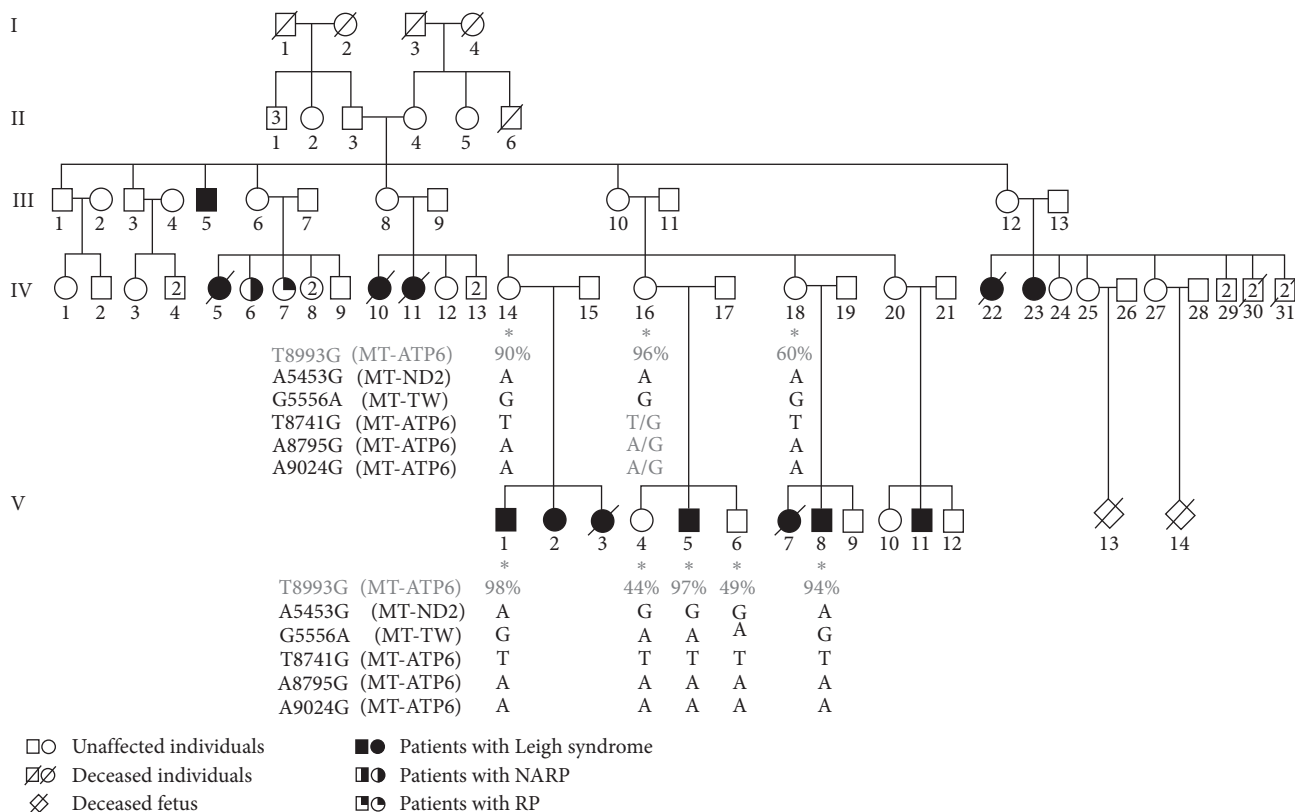 I
1 2 3 4
II
3
1 2 3 4 5 6
III
1 2 3 4 5 6 7 8 9 10 11 12 13
IV
2 2 2 2 2 2
1 2 3 4 5 6 7 8 9 10 11 12 13 14 15 16 17 18 19 20 21 22 23 24 25 26 27 28 29 30 31
* * *
T8993G (MT-ATP6) 90% 96% 60%
A5453G (MT-ND2) A A A
G5556A (MT-TW) G G G
T8741G (MT-ATP6) T T/G T
A8795G (MT-ATP6) A A/G A
A9024G (MT-ATP6) A A/G A
V
1 2 3 4 5 6 7 8 9 10 11 12 13 14
* * * * *
T8993G (MT-ATP6) 98% 44% 97% 49% 94%
A5453G (MT-ND2) A G G G A
G5556A (MT-TW) G A A A G
T8741G (MT-ATP6) T T T T T
A8795G (MT-ATP6) A A A A A
A9024G (MT-ATP6) A A A A A
Unaffected individuals Patients with Leigh syndrome
Deceased individuals Patients with NARP
Deceased fetus Patients with RP